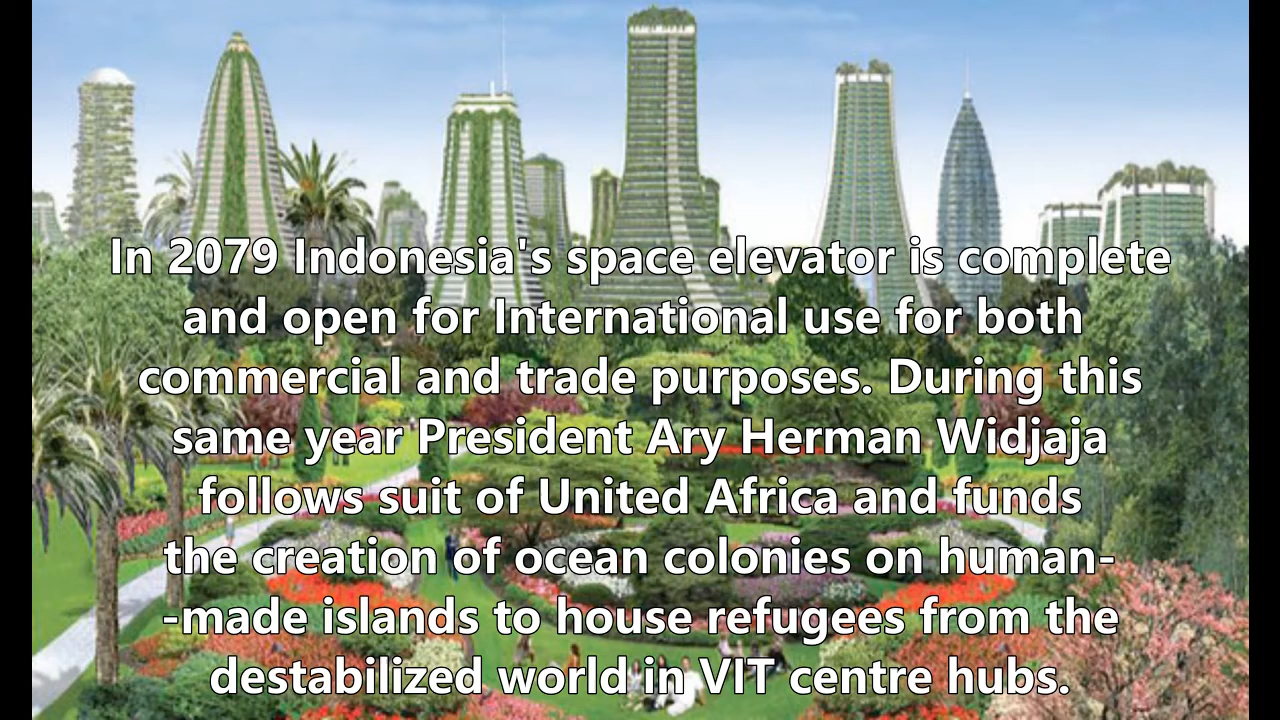 In 2079 Indonesia's space elevator is complete
and open for International use for both
commercial and trade purposes. During this
same year President Ary Herman Widjaja
follows suit of United Africa and funds
the creation of ocean colonies on human-
-made islands to house refugees from the
destabilized world in VIT centre hubs.